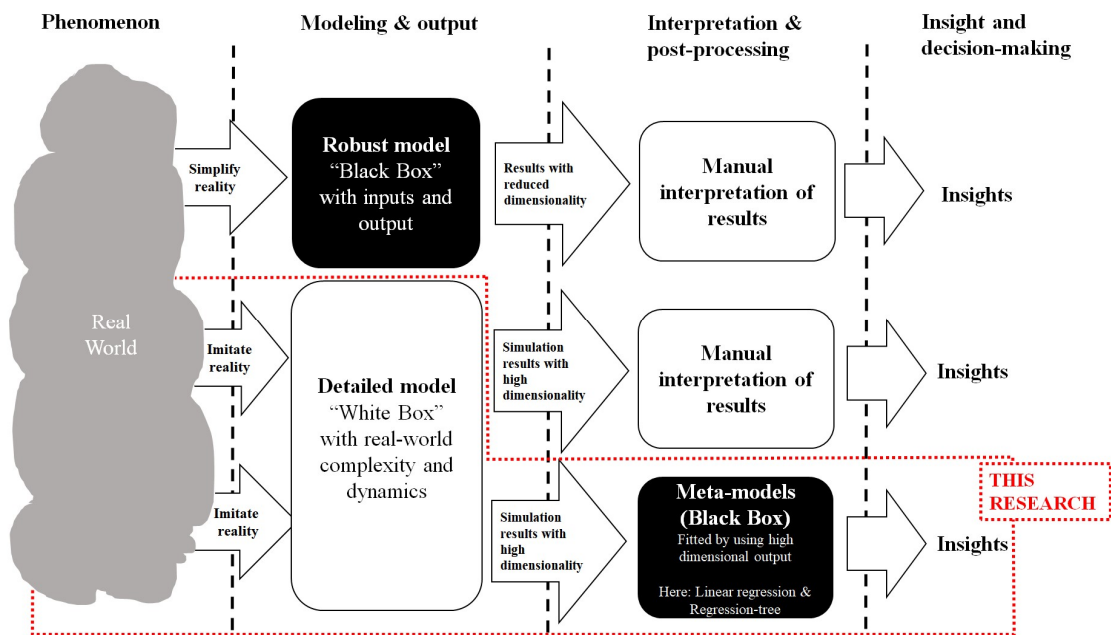 Phenomenon
Modeling & output
Interpretation &
post-processing
Insight and
decision-making
Real
World
Simplify
reality
Robust model
“Black Box”
with inputs and
output
Results with
reduced
dimensionality
Manual
interpretation of
results
Insights
Imitate
reality
Detailed model
“White Box”
with real-world
complexity and
dynamics
Simulation
results with
high
dimensionality
Manual
interpretation of
results
Insights
Imitate
reality
Simulation
results with
high
dimensionality
Meta-models
(Black Box)
Fitted by using high
dimensional output
Here: Linear regression &
Regression-tree
Insights
THIS
RESEARCH